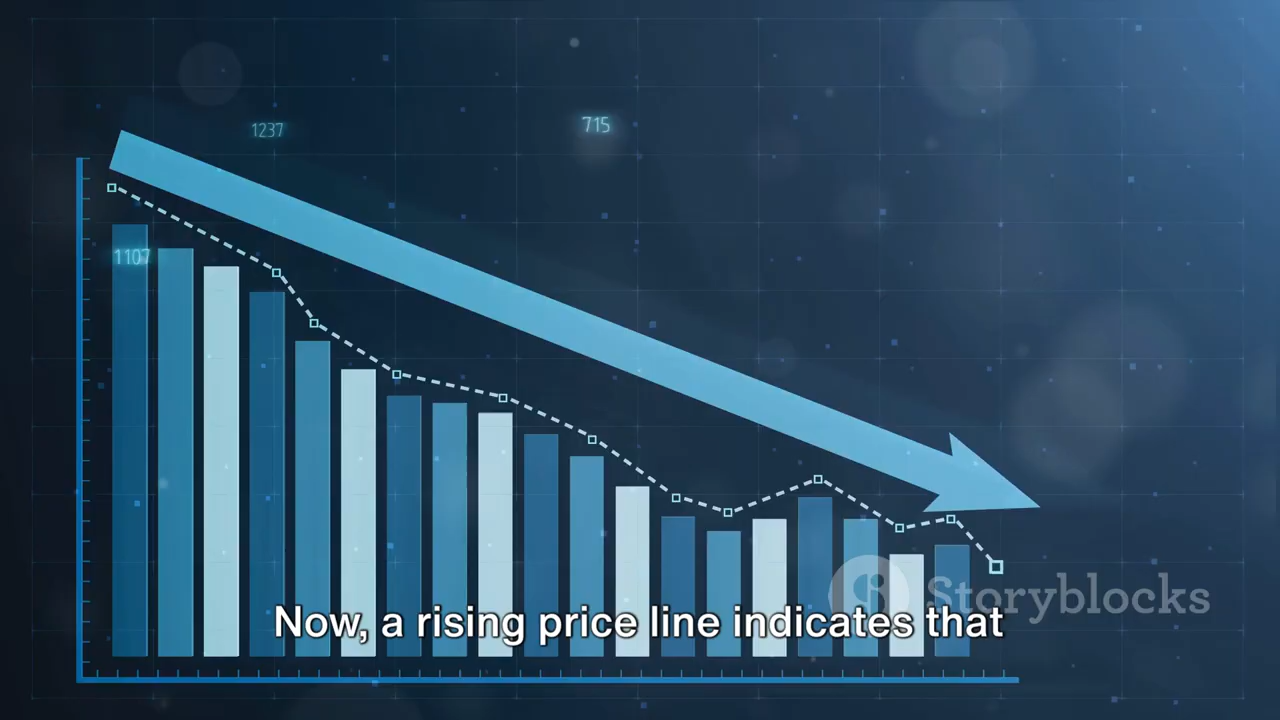 1237
715
1107
Storyblocks
Now, a rising price line indicates that